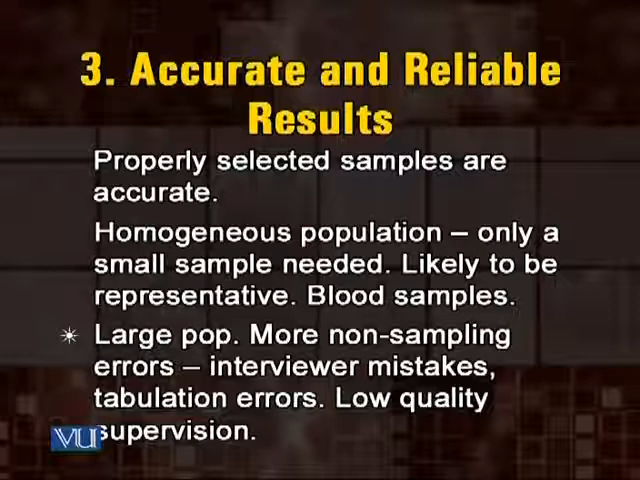 3. Accurate and Reliable
Results
Properly selected samples are
accurate.
Homogeneous population – only a
small sample needed. Likely to be
representative. Blood samples.
Large pop. More non-sampling
errors – interviewer mistakes,
tabulation errors. Low quality
supervision.
VU